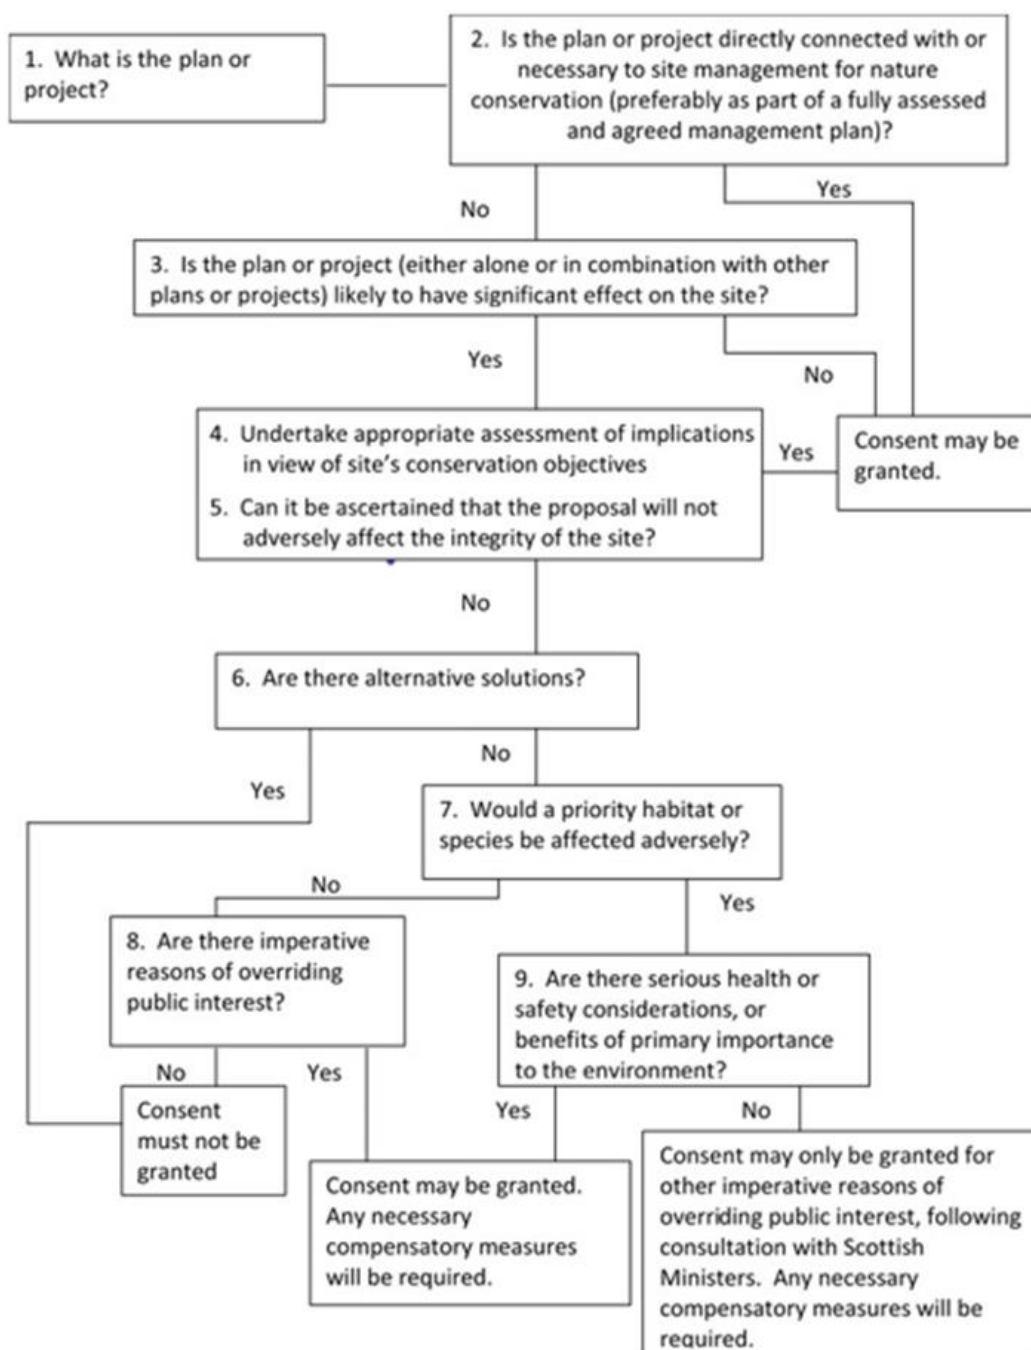 1. What is the plan or
project?
2. Is the plan or project directly connected with or
necessary to site management for nature
conservation (preferably as part of a fully assessed
and agreed management plan)?
Yes
No
3. Is the plan or project (either alone or in combination with other
plans or projects) likely to have significant effect on the site?
Yes
No
4. Undertake appropriate assessment of implications
in view of site's conservation objectives
5. Can it be ascertained that the proposal will not
adversely affect the integrity of the site?
Yes
Consent may be
granted.
No
6. Are there alternative solutions?
No
Yes
7. Would a priority habitat or
species be affected adversely?
No
Yes
8. Are there imperative
reasons of overriding
public interest?
9. Are there serious health or
safety considerations, or
benefits of primary importance
to the environment?
No
Yes
Yes
No
Consent
must not be
granted
Consent may be granted.
Any necessary
compensatory measures
will be required.
Consent may only be granted for
other imperative reasons of
overriding public interest, following
consultation with Scottish
Ministers. Any necessary
compensatory measures will be
required.